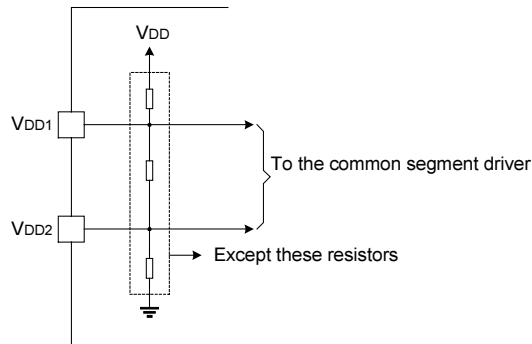 VDD
VDD1
To the common segment driver
VDD2
Except these resistors